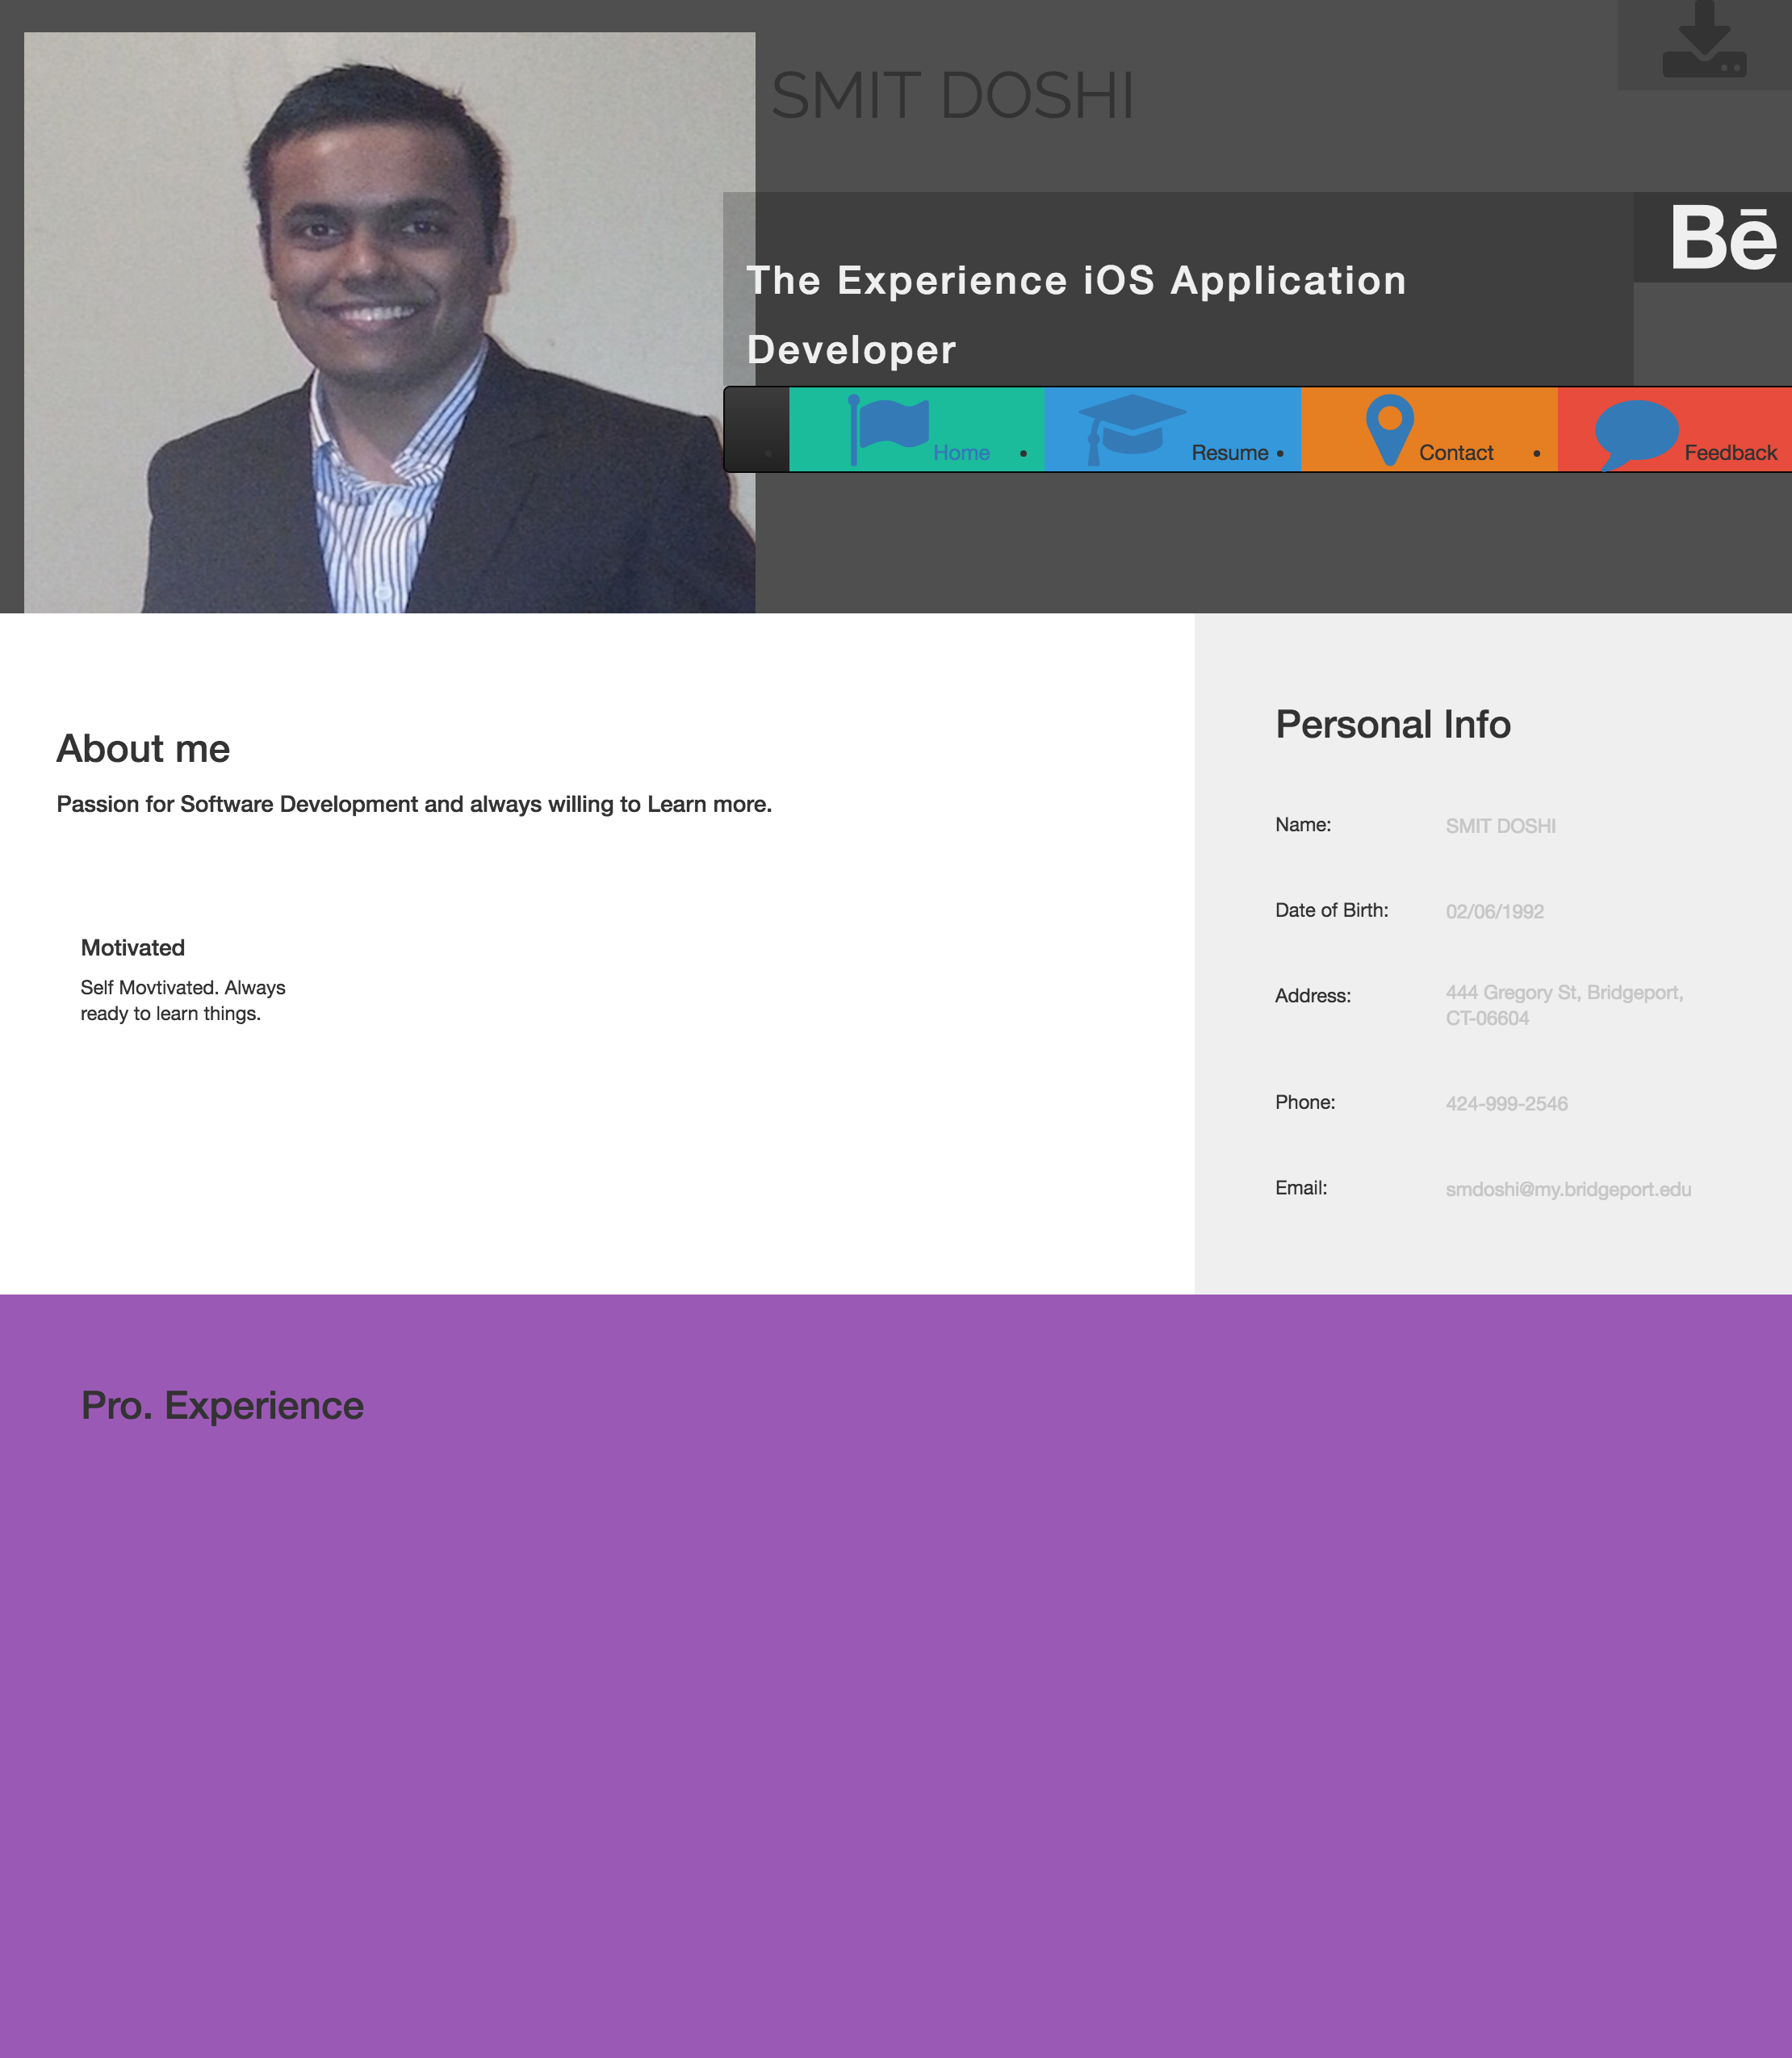 SMIT DOSHI
Bē
The Experience iOS Application
Developer
Home
Resume
Contact
Feedback
About me
Passion for Software Development and always willing to Learn more.
Motivated
Self Movtivated. Always
ready to learn things.
Personal Info
Name: SMIT DOSHI
Date of Birth: 02/06/1992
Address: 444 Gregory St, Bridgeport,
CT-06604
Phone: 424-999-2546
Email: smdoshi@my.bridgeport.edu
Pro. Experience